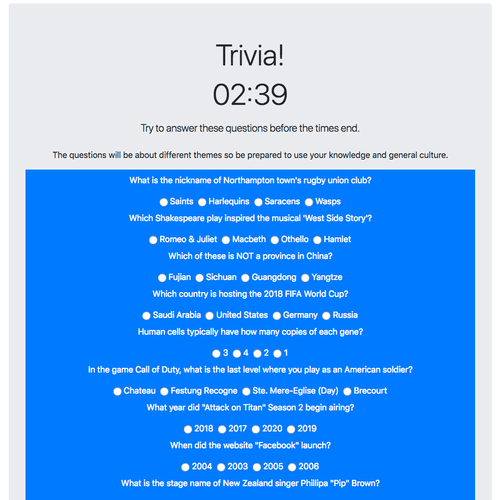 Trivia!
02:39
Try to answer these questions before the times end.
The questions will be about different themes so be prepared to use your knowledge and general culture.
What is the nickname of Northampton town's rugby union club?
Saints Harlequins Saracens Wasps
Which Shakespeare play inspired the musical 'West Side Story'?
Romeo & Juliet Macbeth Othello Hamlet
Which of these is NOT a province in China?
Fujian Sichuan Guangdong Yangtze
Which country is hosting the 2018 FIFA World Cup?
Saudi Arabia United States Germany Russia
Human cells typically have how many copies of each gene?
3 4 2 1
In the game Call of Duty, what is the last level where you play as an American soldier?
Chateau Festung Recogne Ste. Mere-Eglise (Day) Brecourt
What year did "Attack on Titan" Season 2 begin airing?
2018 2017 2020 2019
When did the website "Facebook" launch?
2004 2003 2005 2006
What is the stage name of New Zealand singer Phillipa "Pip" Brown?